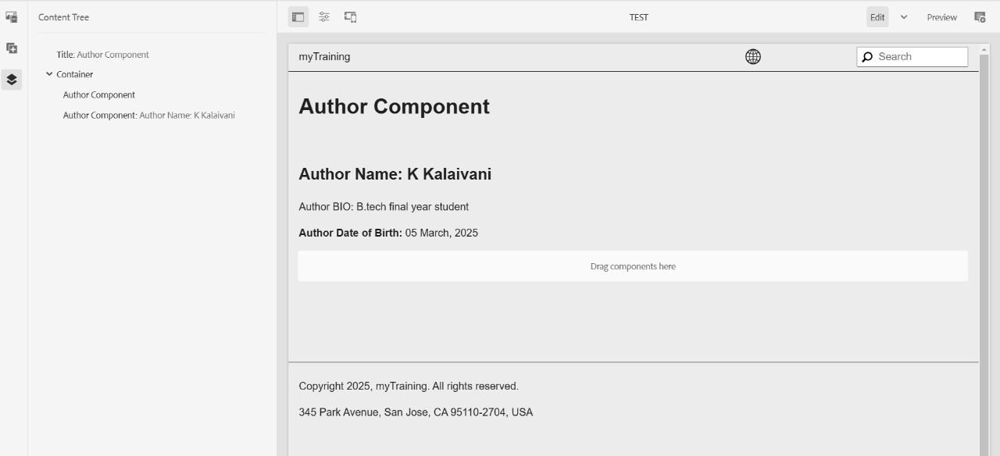 Content Tree
Title: Author Component
Container
Author Component
Author Component: Author Name: K Kalaivani
TEST
Edit
Preview
myTraining
Search
Author Component
Author Name: K Kalaivani
Author BIO: B.tech final year student
Author Date of Birth: 05 March, 2025
Drag components here
Copyright 2025, myTraining. All rights reserved.
345 Park Avenue, San Jose, CA 95110-2704, USA